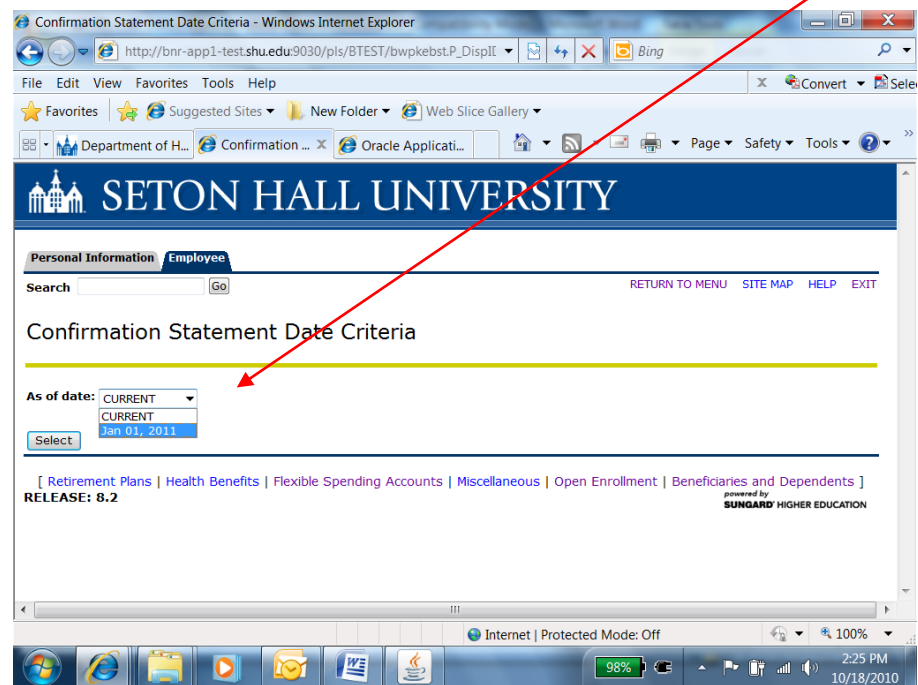 Confirmation Statement Date Criteria - Windows Internet Explorer
http://bnr-app1-test.shu.edu:9030/pls/BTEST/bwpkebst.P_DispIE
Bing
File Edit View Favorites Tools Help
x Convert Sele
Favorites Suggested Sites New Folder Web Slice Gallery
Department of H... Confirmation ... X Oracle Applicati... Page Safety Tools
SETON HALL UNIVERSITY
Personal Information Employee
Search Go RETURN TO MENU SITE MAP HELP EXIT
Confirmation Statement Date Criteria
As of date: CURRENT
CURRENT
Jan 01, 2011
Select
[ Retirement Plans | Health Benefits | Flexible Spending Accounts | Miscellaneous | Open Enrollment | Beneficiaries and Dependents ]
RELEASE: 8.2
powered by
SUNGARD HIGHER EDUCATION
Internet | Protected Mode: Off 100%
98% 2:25 PM
10/18/2010